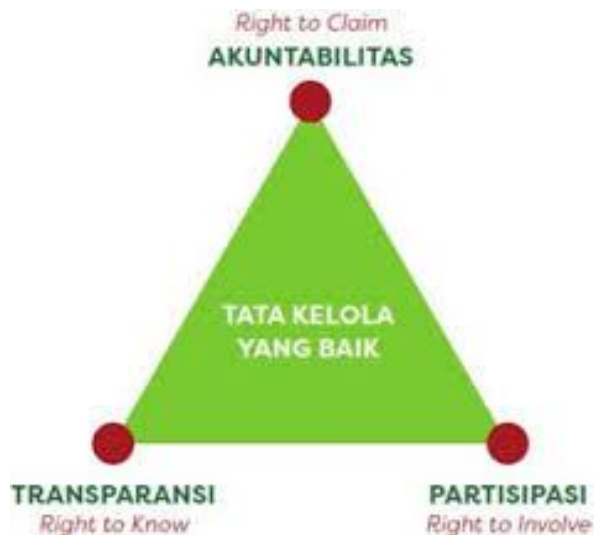 Right to Claim
AKUNTABILITAS
TATA KELOLA
YANG BAIK
TRANSPARANSI
Right to Know
PARTISIPASI
Right to Involve